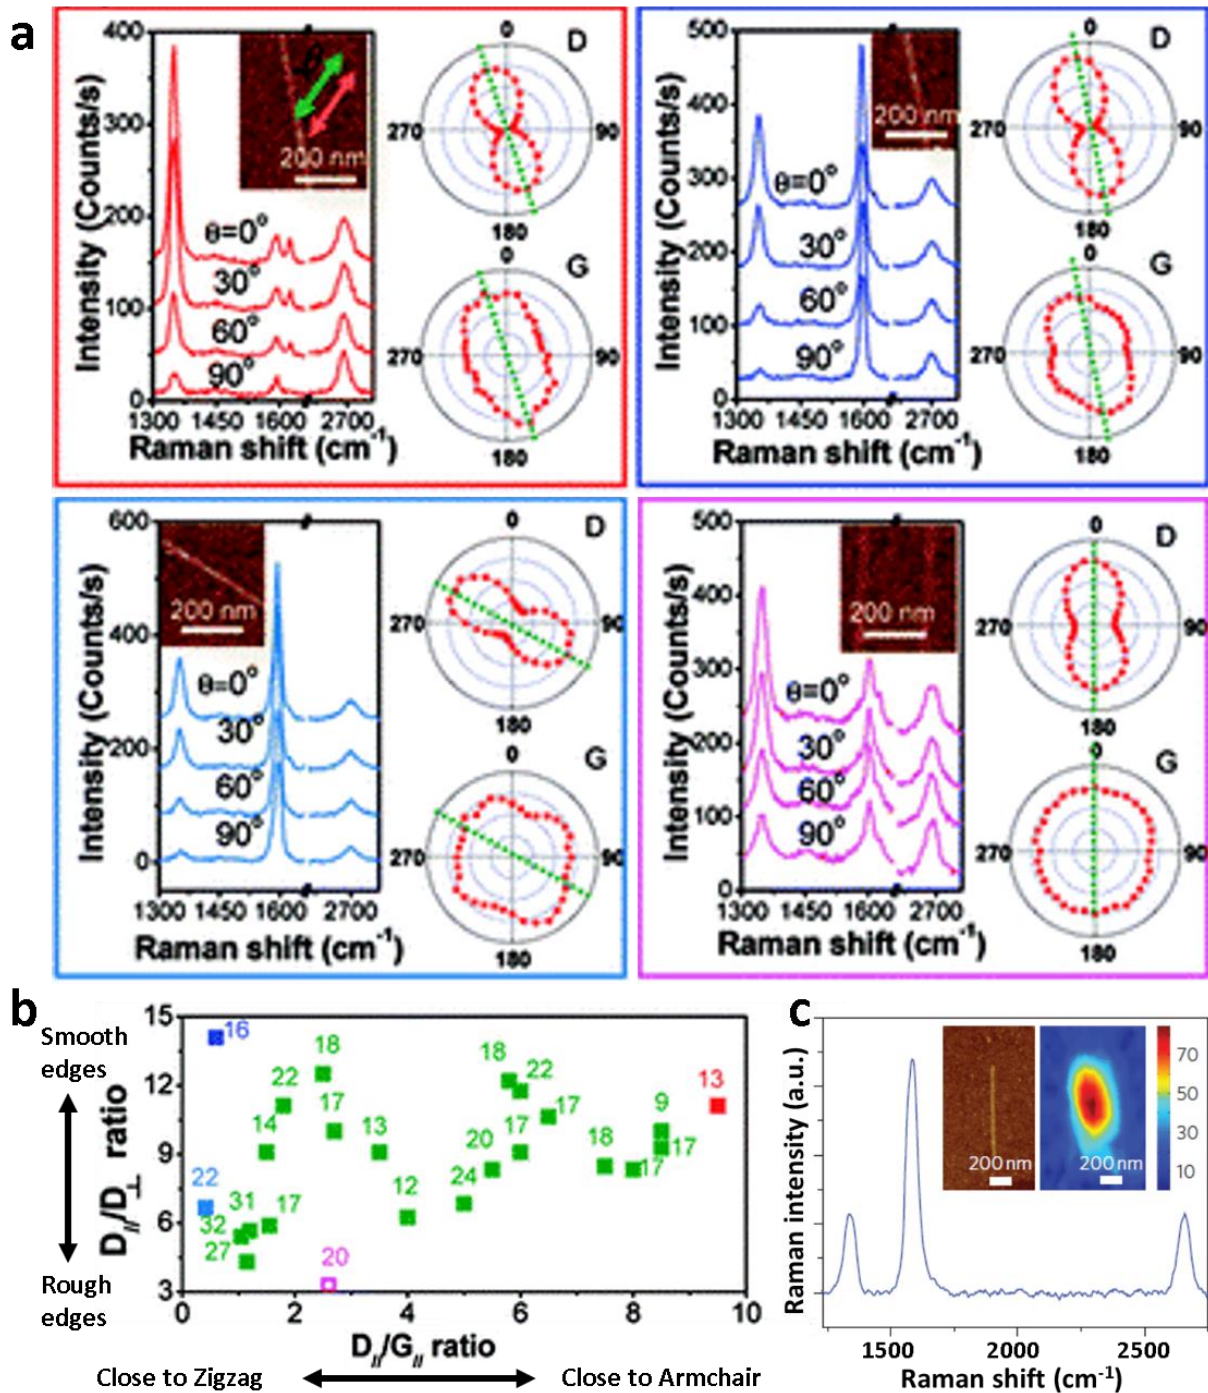 a
400
300
200
100
0
Intensity (Counts/s)
β
200 nm
θ=0°
30°
60°
90°
1300 1450 1600 2700
Raman shift (cm⁻¹)
0
D
270
90
180
0
G
270
90
180
500
400
300
200
100
0
Intensity (Counts/s)
200 nm
θ=0°
30°
60°
90°
1300 1450 1600 2700
Raman shift (cm⁻¹)
0
D
270
90
180
0
G
270
90
180
600
400
200
0
Intensity (Counts/s)
200 nm
θ=0°
30°
60°
90°
1300 1450 1600 2700
Raman shift (cm⁻¹)
0
D
270
90
180
0
G
270
90
180
500
400
300
200
100
0
Intensity (Counts/s)
200 nm
θ=0°
30°
60°
90°
1300 1450 1600 2700
Raman shift (cm⁻¹)
0
D
270
90
180
0
G
270
90
180
b
Smooth
edges
Rough
edges
D∥/D⊥ ratio
15
12
9
6
3
16
18
22
17
14
13
22
31
17
32
27
20
12
24
20
17
18
22
17
18
17
9
17
13
0 2 4 6 8 10
D∥/G∥ ratio
Close to Zigzag
Close to Armchair
c
Raman intensity (a.u.)
200 nm
200 nm
70
50
30
10
1500 2000 2500
Raman shift (cm⁻¹)